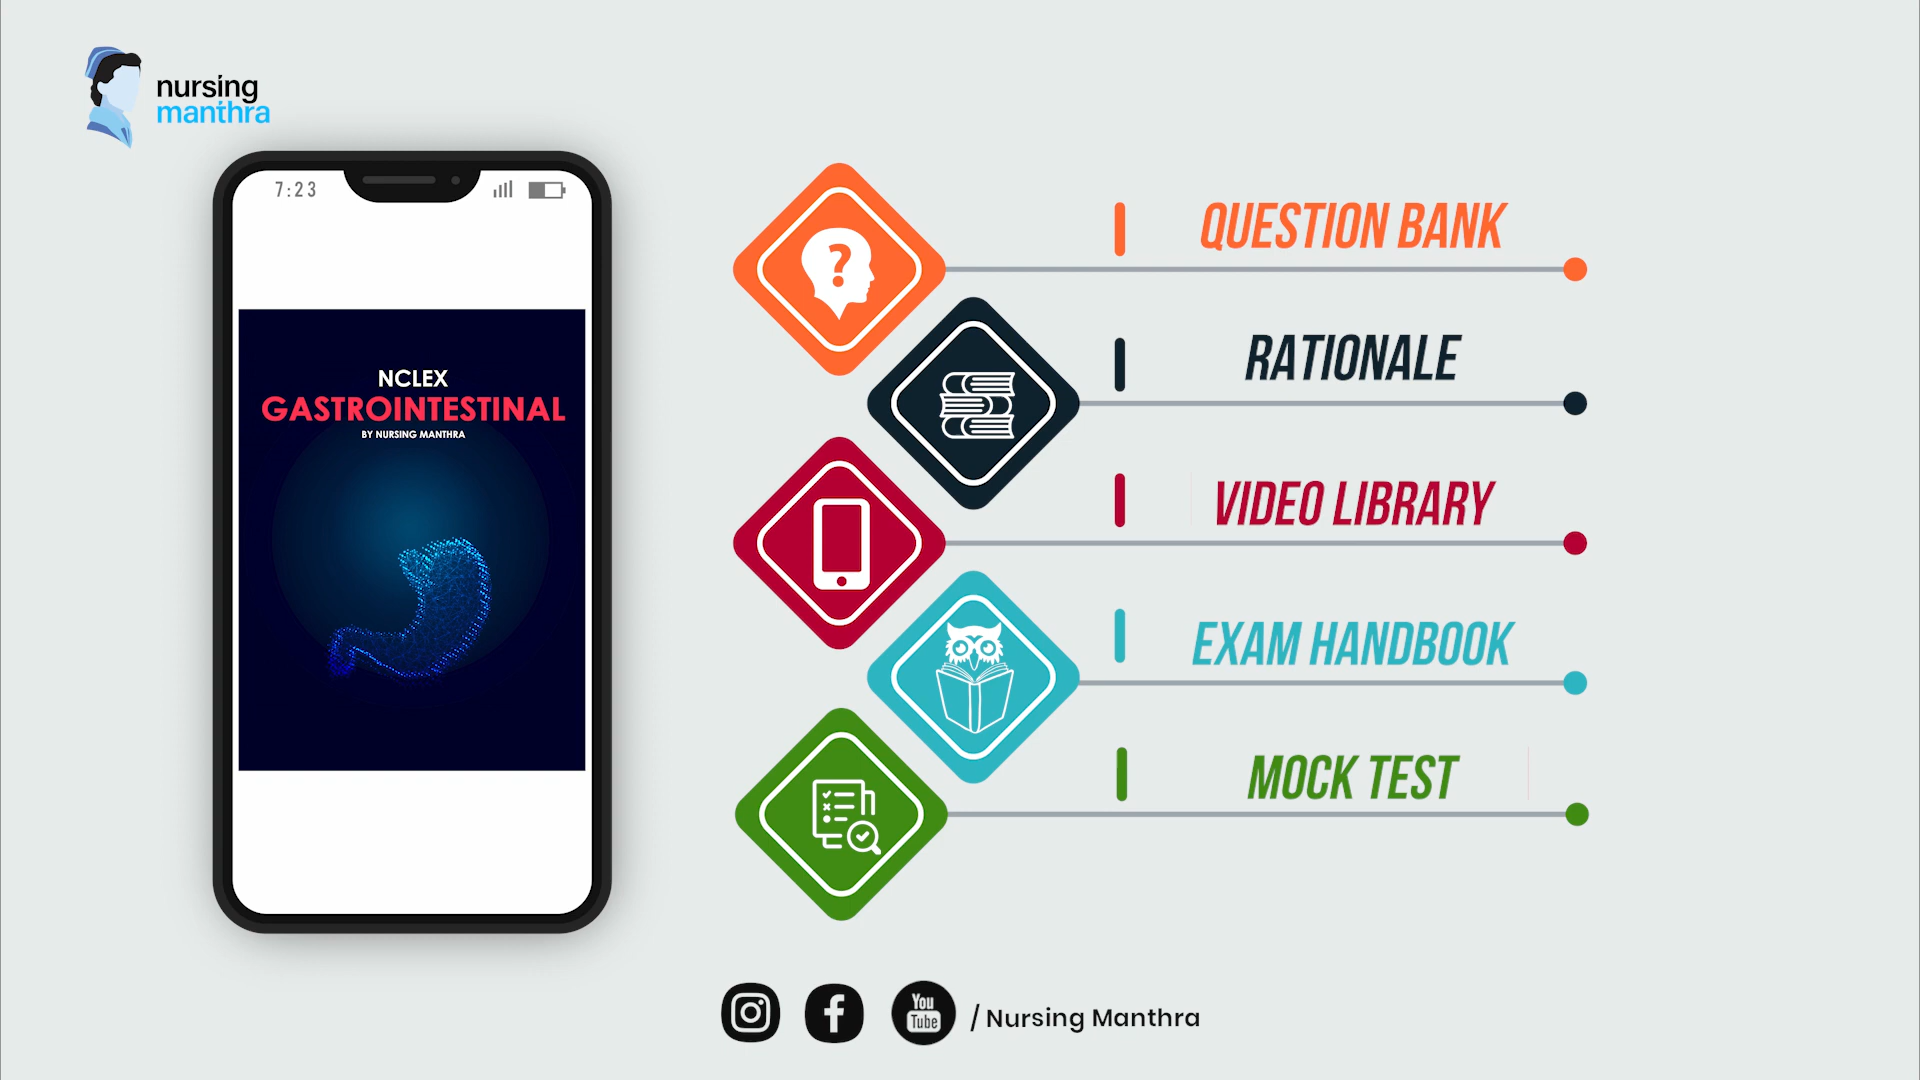 nursing
manthra
7:23
NCLEX
GASTROINTESTINAL
BY NURSING MANTHRA
?
QUESTION BANK
RATIONALE
VIDEO LIBRARY
EXAM HANDBOOK
MOCK TEST
You
Tube
/ Nursing Manthra